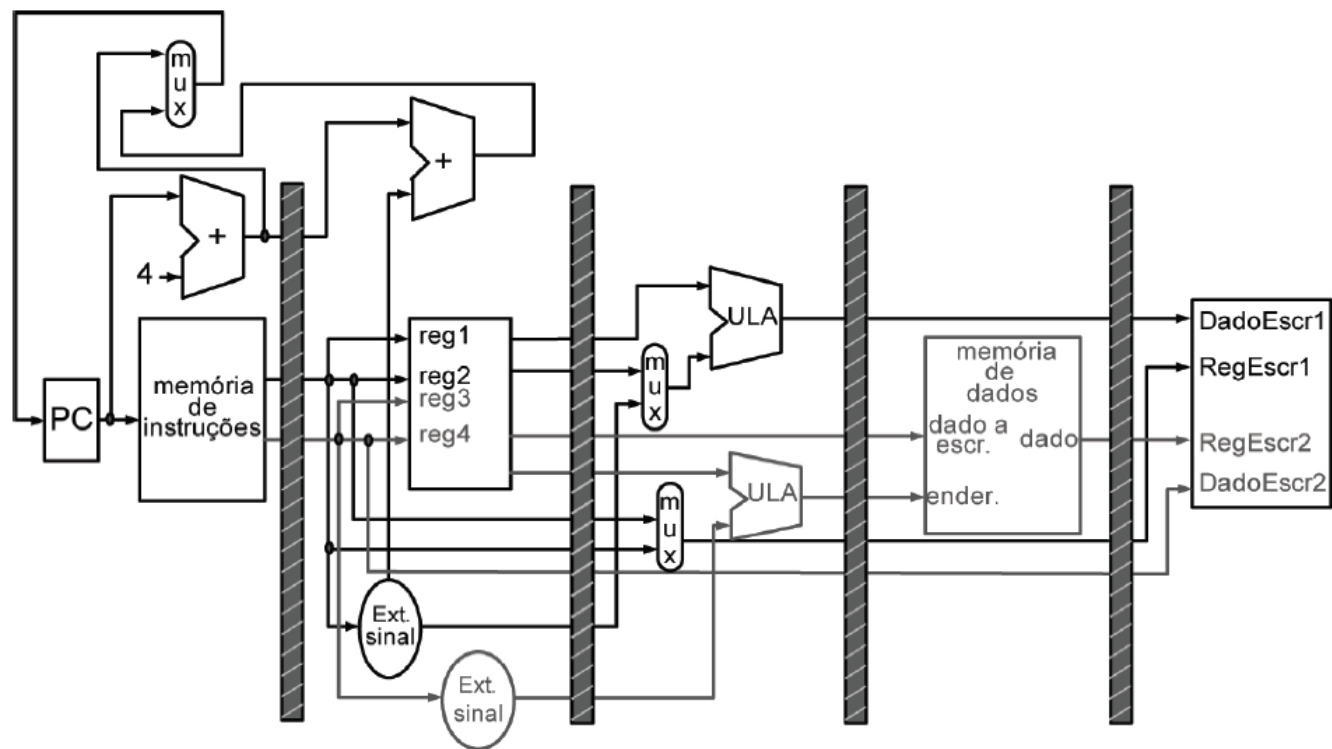 m
u
x
+
+
4
memória
de
instruções
PC
reg1
reg2
reg3
reg4
Ext.
sinal
Ext.
sinal
m
u
x
ULA
m
u
x
ULA
memória
de
dados
dado a
escr.
dado
ender.
DadoEscr1
RegEscr1
RegEscr2
DadoEscr2